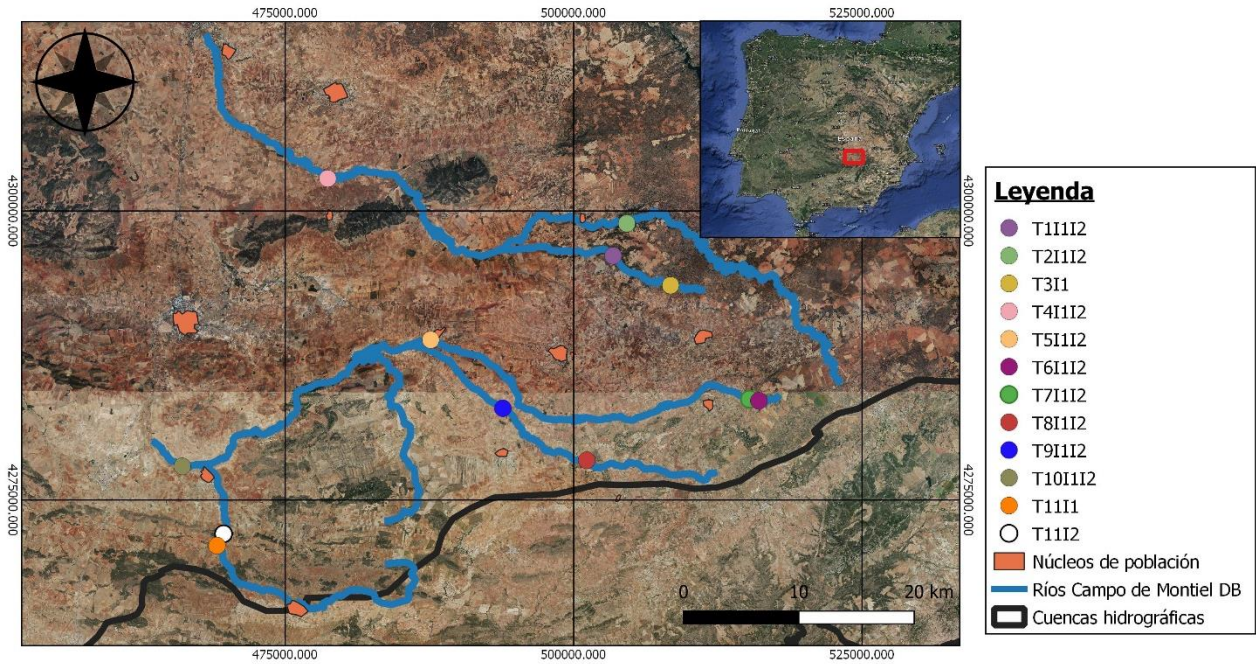 475000.000
500000.000
525000.000
4300000.000
4300000.000
4275000.000
4275000.000
Portugal
España
0
10
20 km
475000.000
500000.000
525000.000
Leyenda
T1I1I2
T2I1I2
T3I1
T4I1I2
T5I1I2
T6I1I2
T7I1I2
T8I1I2
T9I1I2
T10I1I2
T11I1
T11I2
Núcleos de población
Ríos Campo de Montiel DB
Cuencas hidrográficas